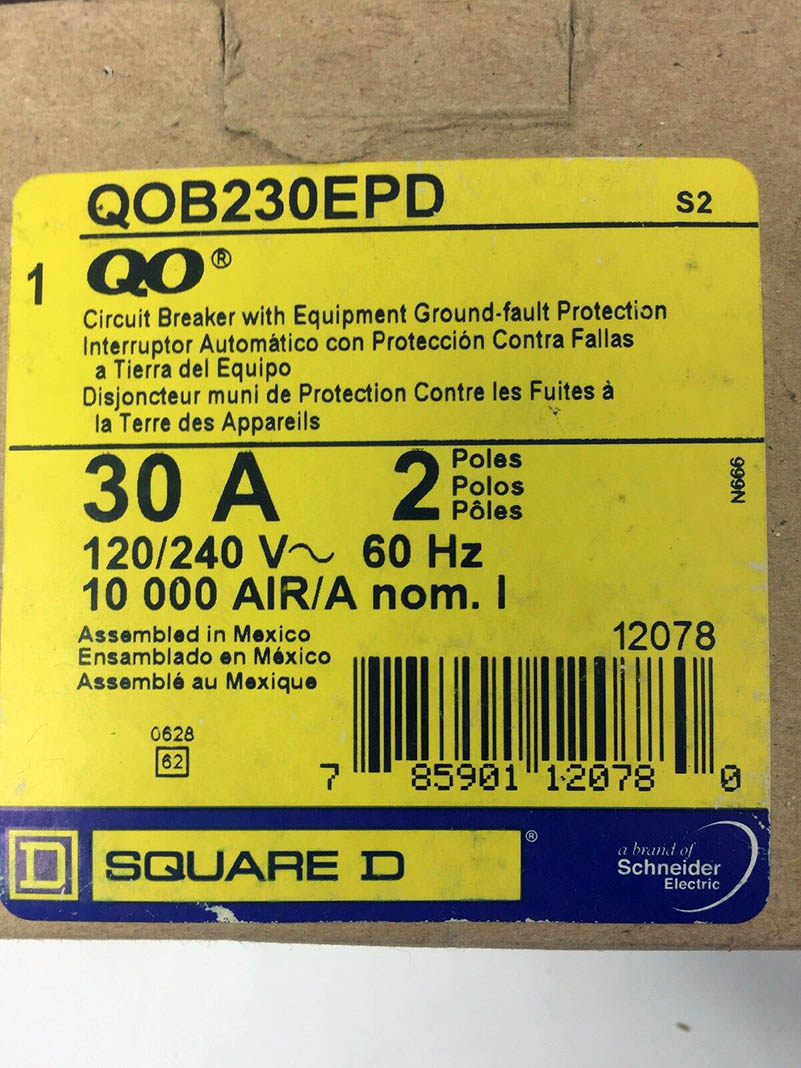 QOB230EPD
S2
1
QO®
Circuit Breaker with Equipment Ground-fault Protection
Interruptor Automático con Protección Contra Fallas
a Tierra del Equipo
Disjoncteur muni de Protection Contre les Fuites à
la Terre des Appareils
30 A 2 Poles
Polos
Pôles
N666
120/240 V~ 60 Hz
10 000 AIR/A nom. I
Assembled in Mexico
Ensamblado en México
Assemblé au Mexique
12078
0628
62
7 85901 12078 0
D SQUARE D ®
a brand of
Schneider
Electric